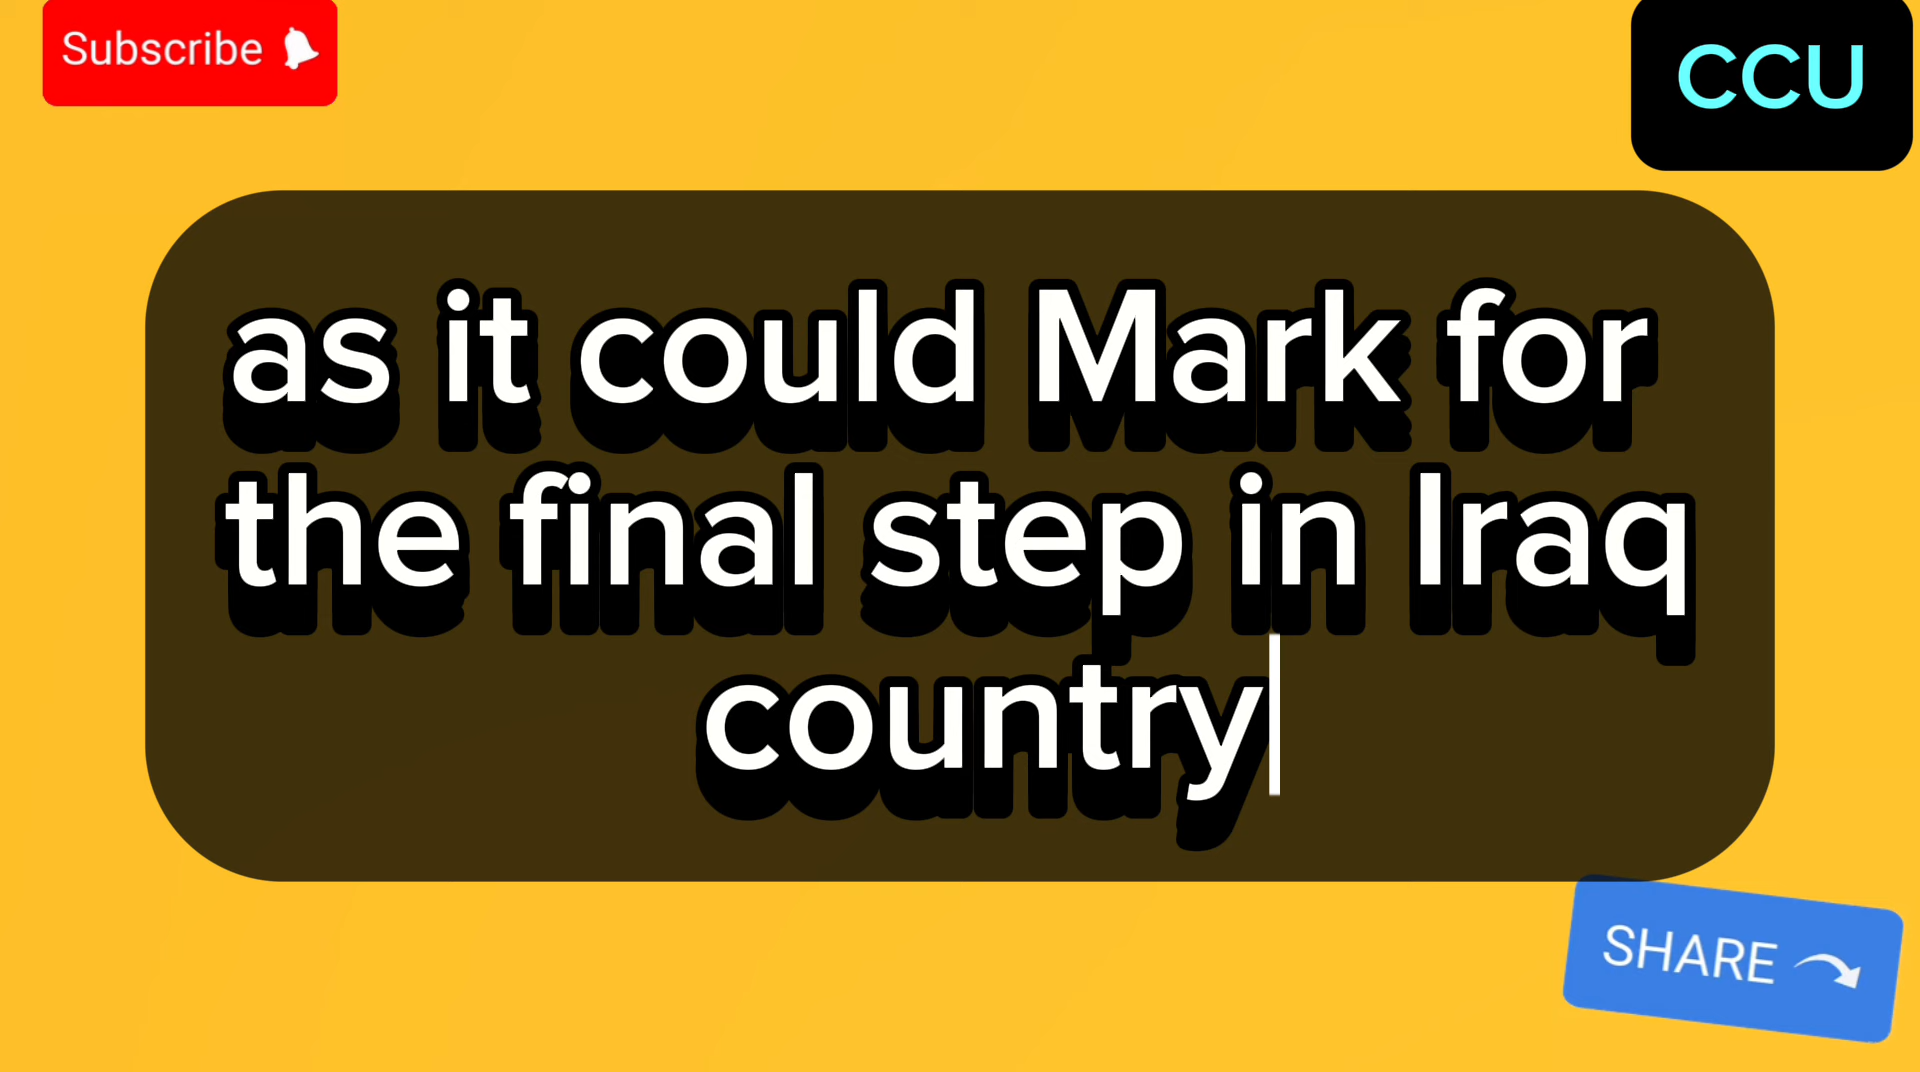 Subscribe
CCU
as it could Mark for
the final step in Iraq
country
SHARE